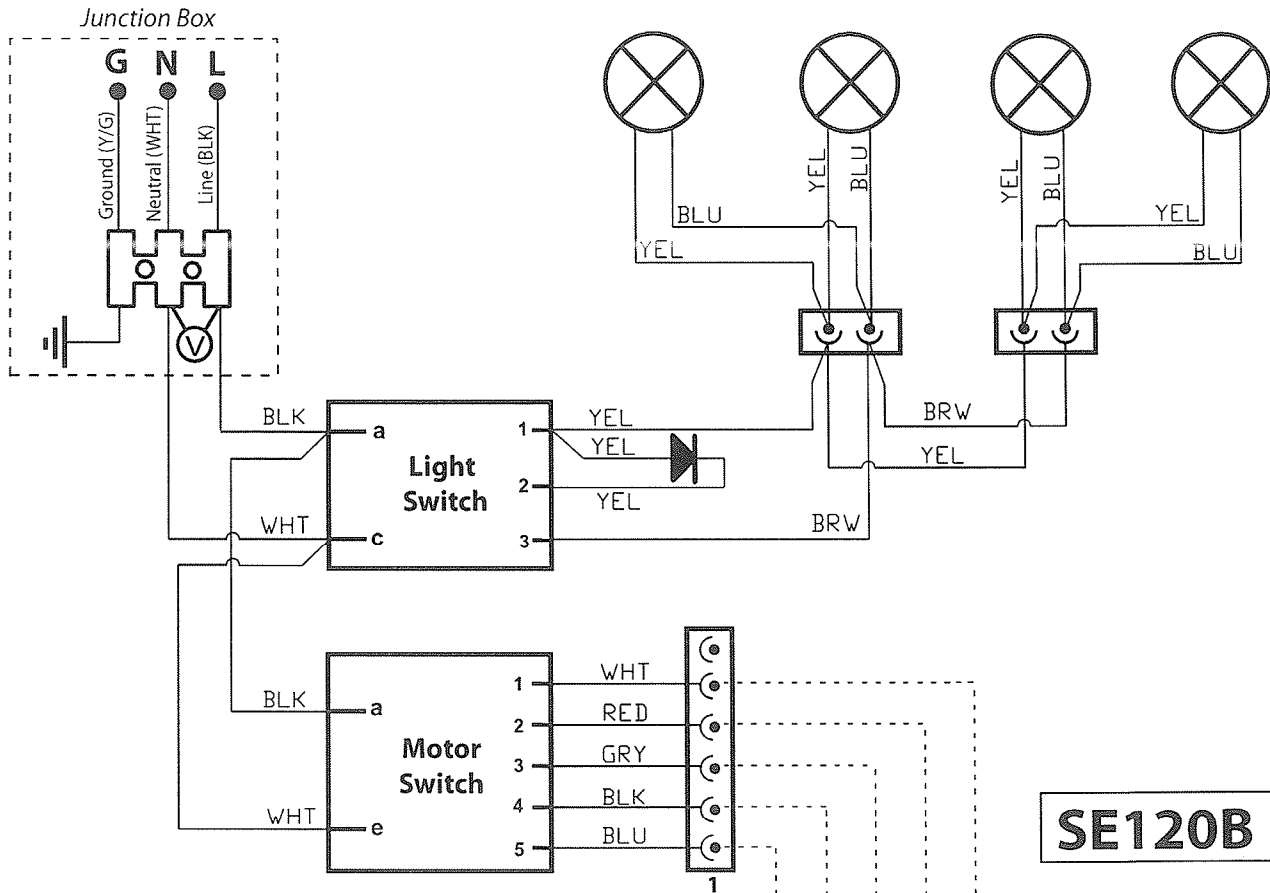 Junction Box
G N L
Ground (Y/G)
Neutral (WHT)
Line (BLK)
V
YEL
BLU
YEL
BLU
BLU
YEL
YEL
BLU
BLK
a
1
YEL
YEL
2
YEL
Light
Switch
WHT
c
3
BRW
BRW
YEL
BLK
a
WHT
e
Motor
Switch
1
WHT
2
RED
3
GRY
4
BLK
5
BLU
1
SE120B